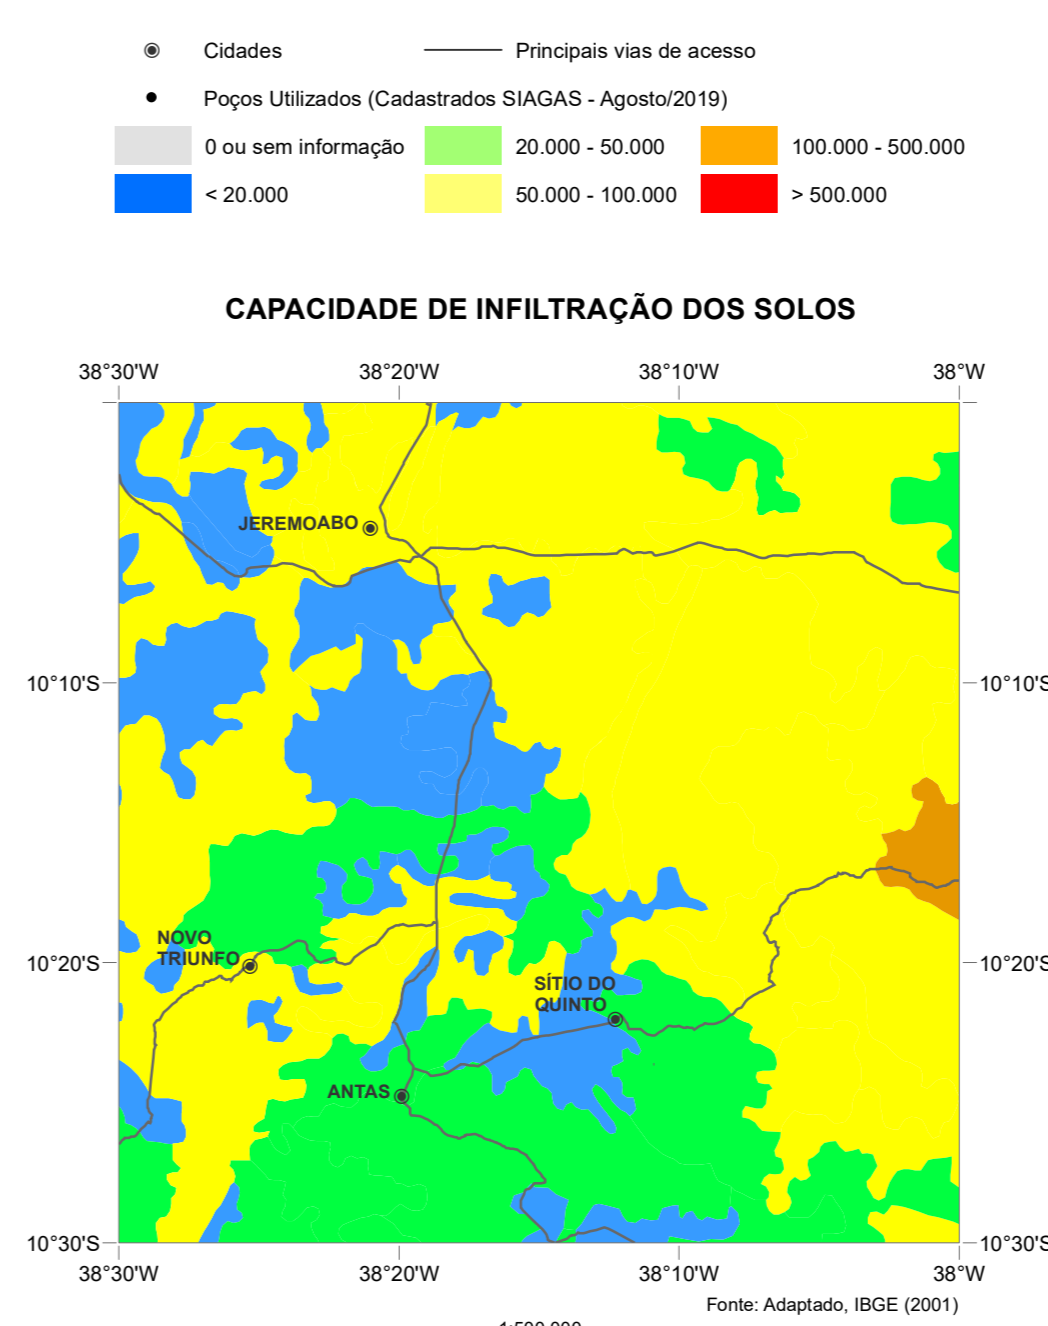 Cidades
Principais vias de acesso
Poços Utilizados (Cadastrados SIAGAS - Agosto/2019)
0 ou sem informação
20.000 - 50.000
100.000 - 500.000
< 20.000
50.000 - 100.000
> 500.000
CAPACIDADE DE INFILTRAÇÃO DOS SOLOS
38°30'W
38°20'W
38°10'W
38°W
JEREMOABO
10°10'S
10°10'S
NOVO
TRIUNFO
10°20'S
10°20'S
SÍTIO DO
QUINTO
ANTAS
10°30'S
10°30'S
38°30'W
38°20'W
38°10'W
38°W
Fonte: Adaptado, IBGE (2001)
1:500.000